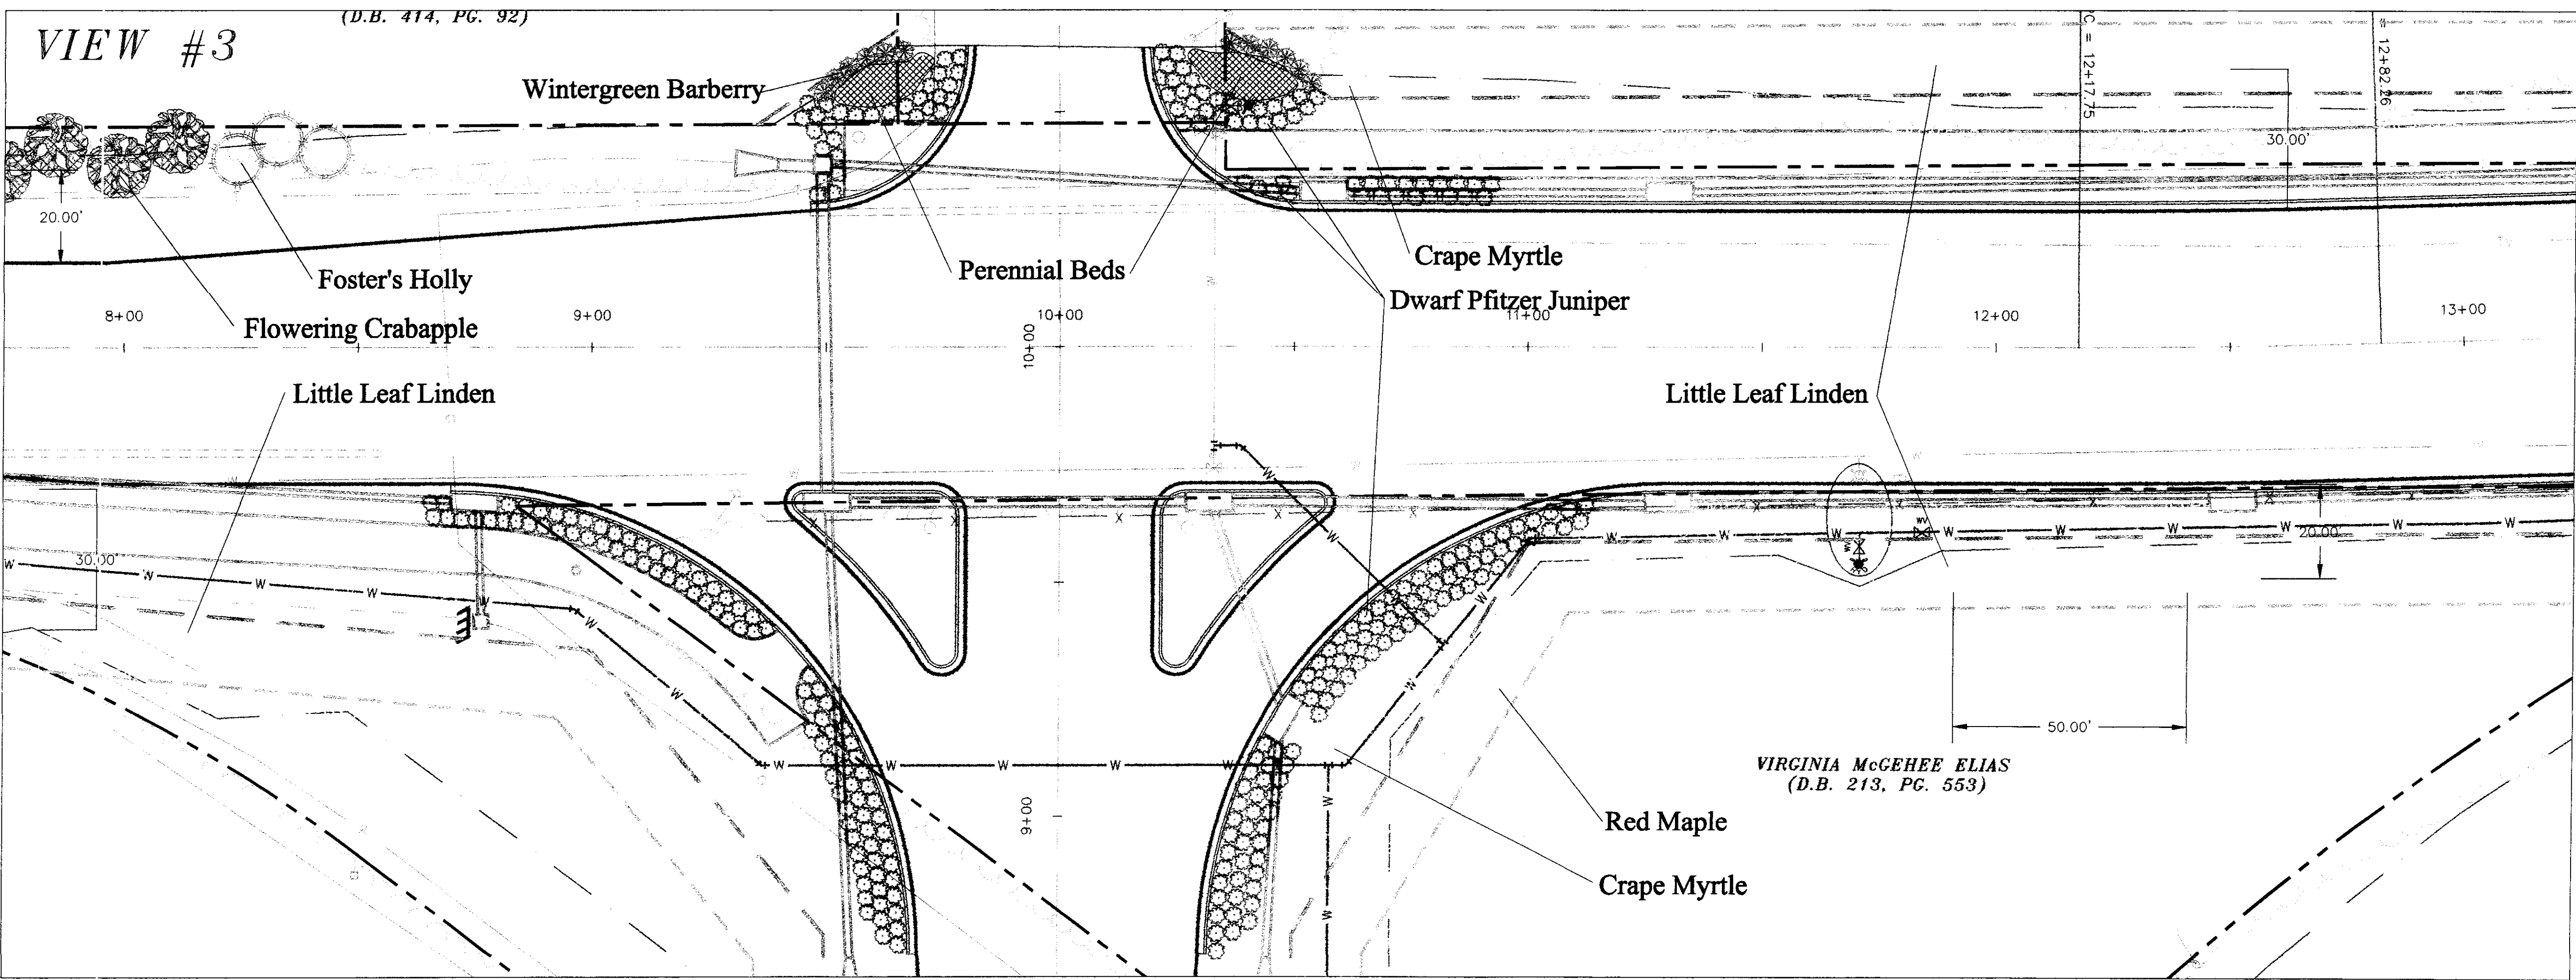 (D.B. 414, PG. 92)
VIEW #3
Wintergreen Barberry
C = 12+17.75
= 12+82.26
30.00'
20.00'
Crape Myrtle
Perennial Beds
Foster's Holly
Dwarf Pfitzer Juniper
Flowering Crabapple
8+00
9+00
10+00
11+00
12+00
13+00
10+00
Little Leaf Linden
Little Leaf Linden
W
W
X
X
X
X
X
X
X
W
WV
W
W
W
W
W
W
W
W
W
20.00'
30.00'
W
W
W
W
W
W
W
W
W
W
W
50.00'
W
W
W
W
W
VIRGINIA McGEHEE ELIAS
(D.B. 213, PG. 553)
9+00
Red Maple
W
Crape Myrtle
W